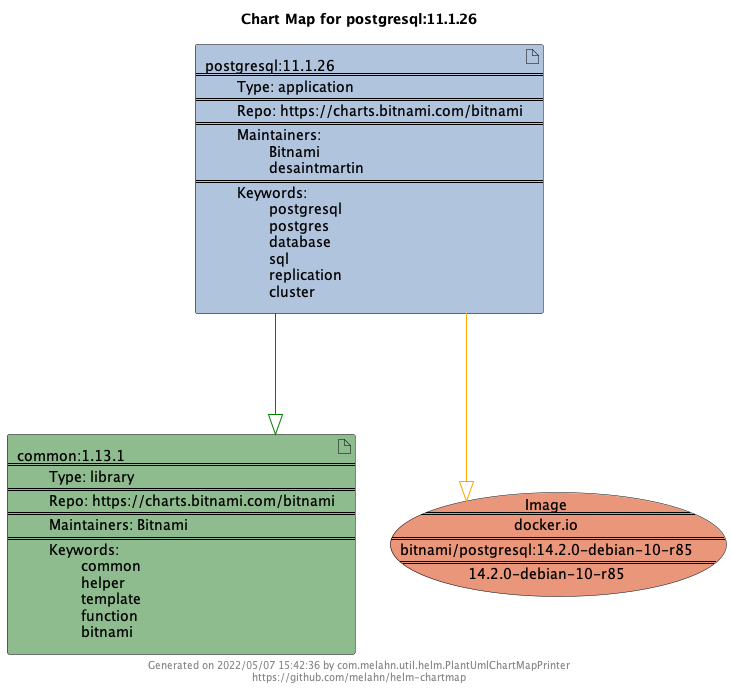 Chart Map for postgresql:11.1.26
postgresql:11.1.26
Type: application
Repo: https://charts.bitnami.com/bitnami
Maintainers:
Bitnami
desaintmartin
Keywords:
postgresql
postgres
database
sql
replication
cluster
common:1.13.1
Type: library
Repo: https://charts.bitnami.com/bitnami
Maintainers: Bitnami
Keywords:
common
helper
template
function
bitnami
Image
docker.io
bitnami/postgresql:14.2.0-debian-10-r85
14.2.0-debian-10-r85
Generated on 2022/05/07 15:42:36 by com.melahn.util.helm.PlantUmlChartMapPrinter
https://github.com/melahn/helm-chartmap